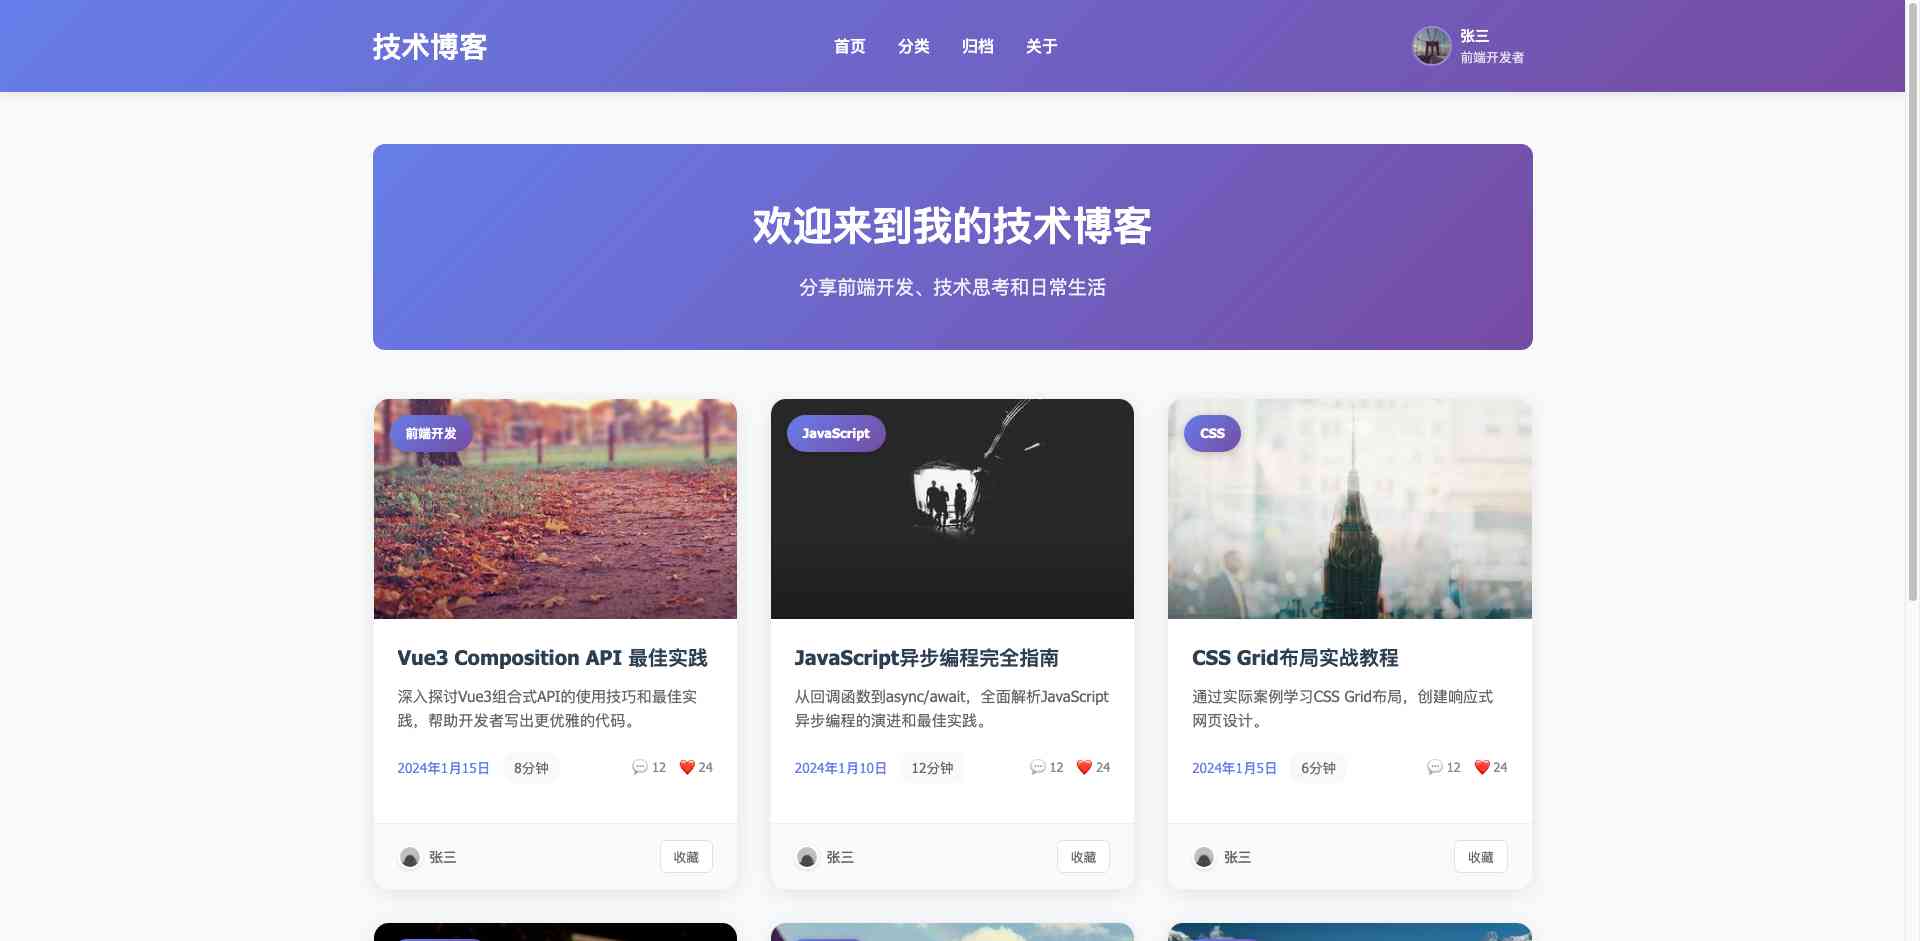 技术博客
首页 分类 归档 关于
张三
前端开发者
欢迎来到我的技术博客
分享前端开发、技术思考和日常生活
前端开发
Vue3 Composition API 最佳实践
深入探讨Vue3组合式API的使用技巧和最佳实
践，帮助开发者写出更优雅的代码。
2024年1月15日 8分钟 💬 12 ❤️ 24
张三 收藏
JavaScript
JavaScript异步编程完全指南
从回调函数到async/await，全面解析JavaScript
异步编程的演进和最佳实践。
2024年1月10日 12分钟 💬 12 ❤️ 24
张三 收藏
CSS
CSS Grid布局实战教程
通过实际案例学习CSS Grid布局，创建响应式
网页设计。
2024年1月5日 6分钟 💬 12 ❤️ 24
张三 收藏